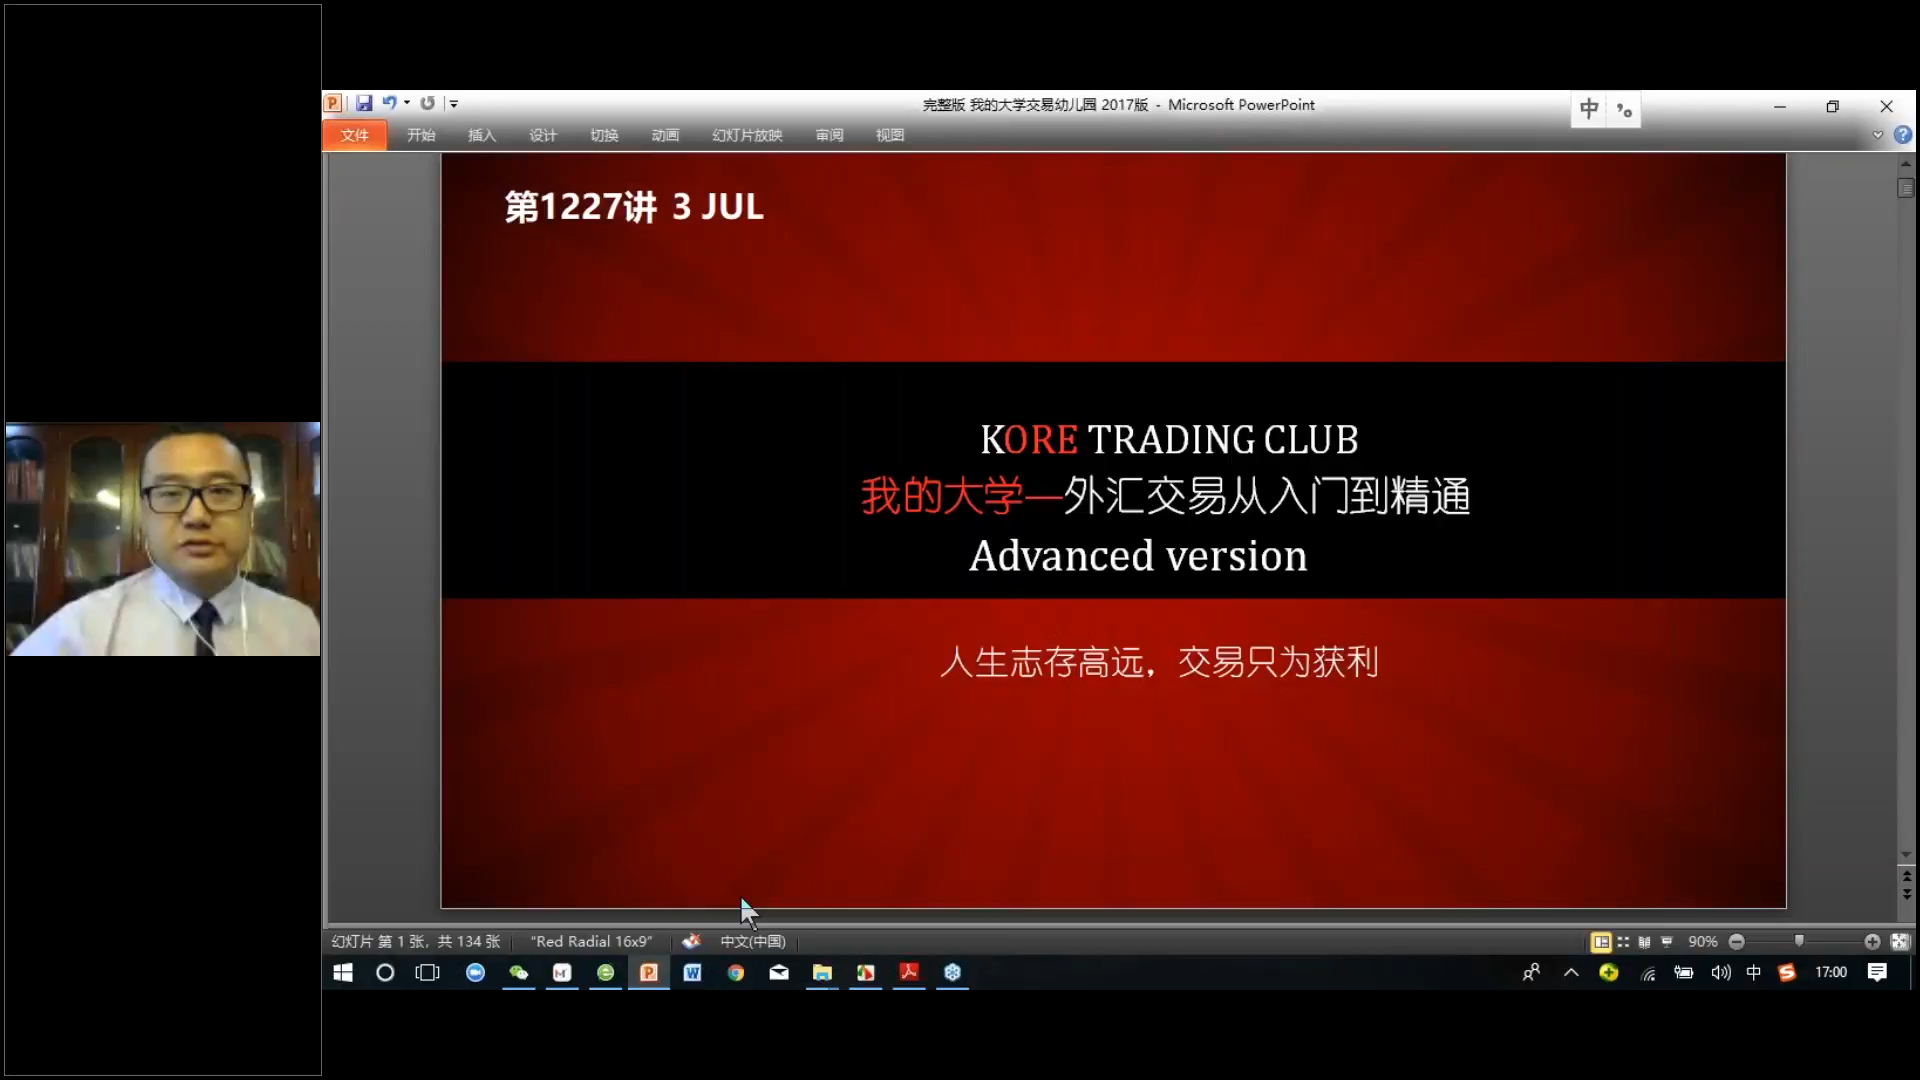 完整版 我的大学交易幼儿园 2017版 - Microsoft PowerPoint
中
文件 开始 插入 设计 切换 动画 幻灯片放映 审阅 视图
第1227讲 3 JUL
KORE TRADING CLUB
我的大学—外汇交易从入门到精通
Advanced version
人生志存高远，交易只为获利
幻灯片 第 1 张，共 134 张 "Red Radial 16x9" 中文(中国) 90%
中 17:00